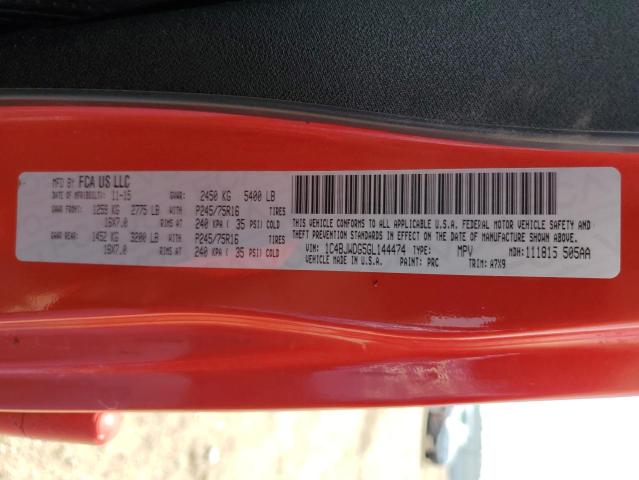 MFD BY FCA US LLC
DATE OF MFR(BUILT): 11-15 GVWR: 2450 KG 5400 LB
GAWR FRONT: 1259 KG 2775 LB WITH P245/75R16 TIRES
16X7.0 RIMS AT 240 KPA ( 35 PSI) COLD
GAWR REAR: 1452 KG 3200 LB WITH P245/75R16 TIRES
16X7.0 RIMS AT 240 KPA ( 35 PSI) COLD
THIS VEHICLE CONFORMS TO ALL APPLICABLE U.S.A. FEDERAL MOTOR VEHICLE SAFETY AND
THEFT PREVENTION STANDARDS IN EFFECT ON THE DATE OF MANUFACTURE SHOWN ABOVE.
VIN: 1C4BJWDG5GL144474 TYPE: MPV MDH: 111815 505AA
VEHICLE MADE IN U.S.A. PAINT: PRC TRIM: A7X9